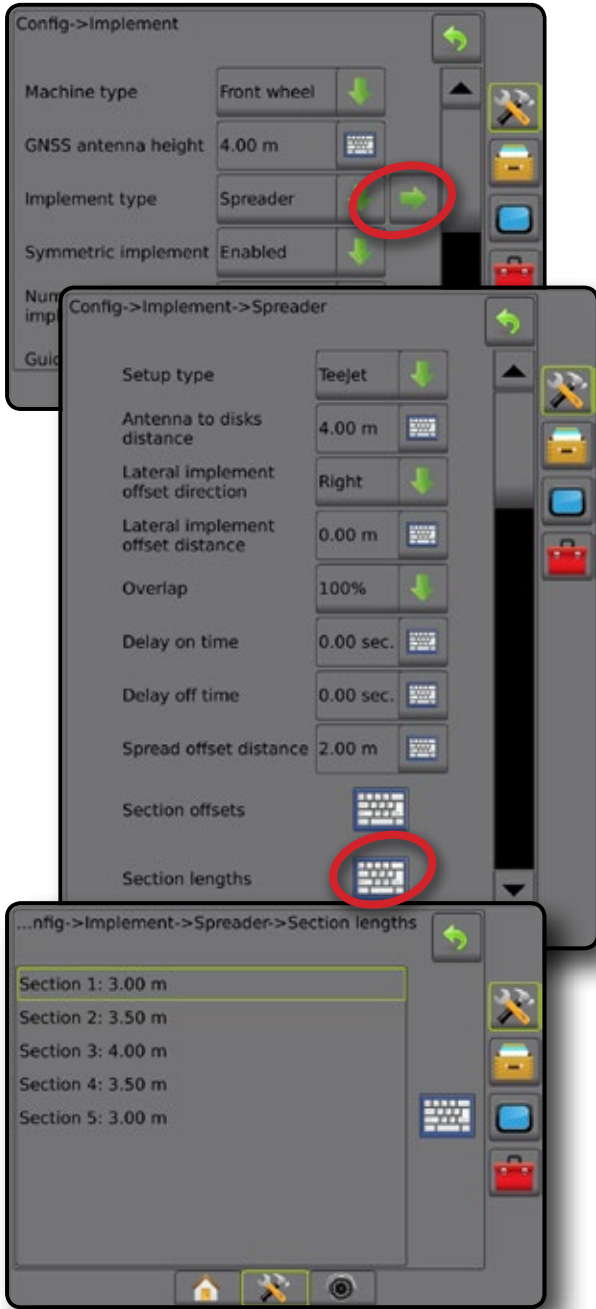 Config->Implement
Machine type Front wheel
GNSS antenna height 4.00 m
Implement type Spreader
Symmetric implement Enabled
Config->Implement->Spreader
Setup type TeeJet
Antenna to disks
distance 4.00 m
Lateral implement
offset direction Right
Lateral implement
offset distance 0.00 m
Overlap 100%
Delay on time 0.00 sec.
Delay off time 0.00 sec.
Spread offset distance 2.00 m
Section offsets
Section lengths
...nfig->Implement->Spreader->Section lengths
Section 1: 3.00 m
Section 2: 3.50 m
Section 3: 4.00 m
Section 4: 3.50 m
Section 5: 3.00 m